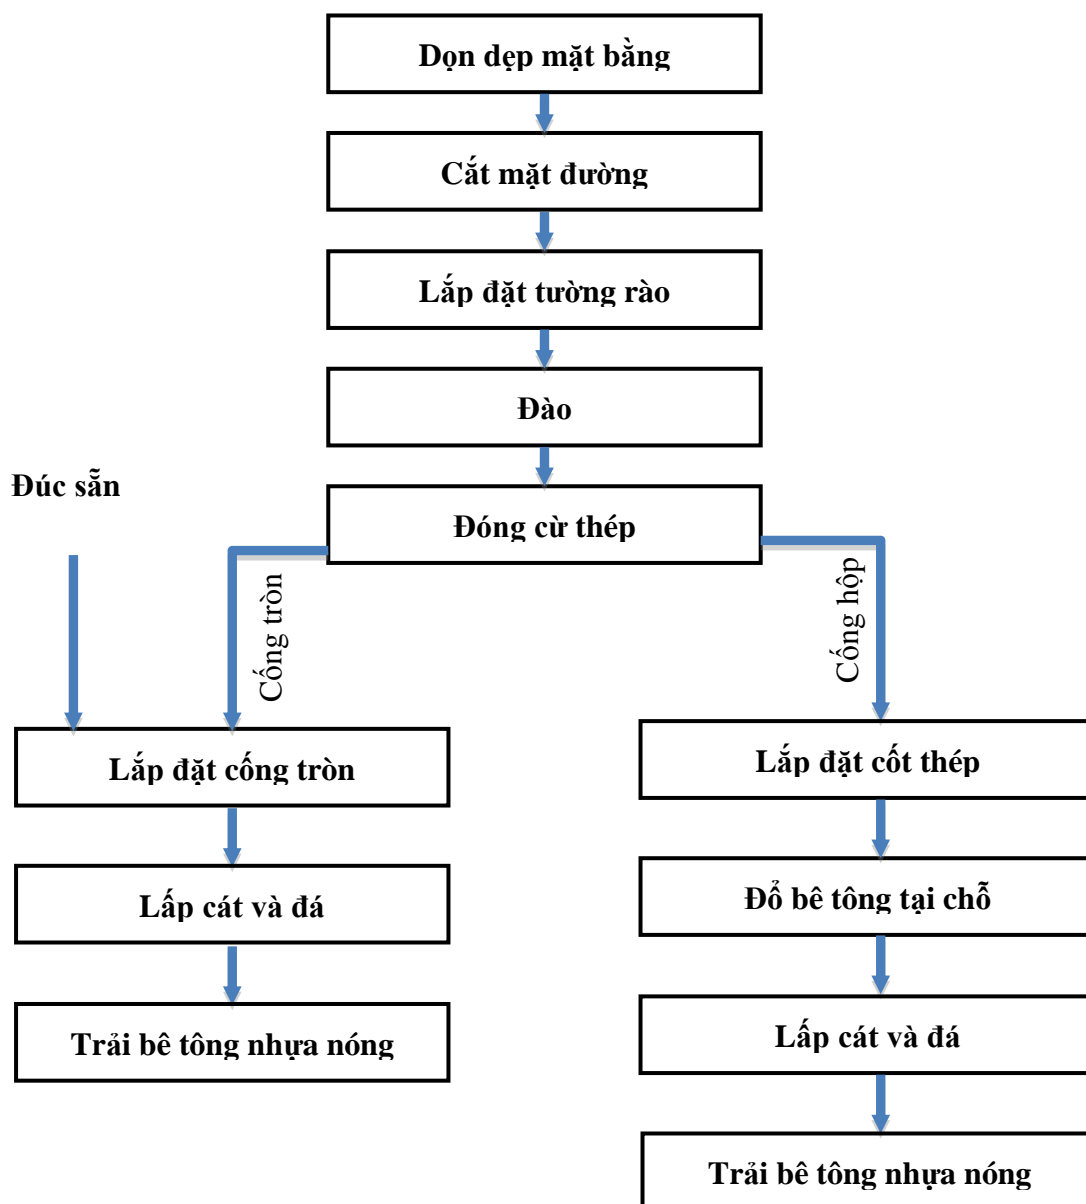 Dọn dẹp mặt bằng
Cắt mặt đường
Lắp đặt tường rào
Đào
Đúc sẵn
Đóng cừ thép
Cống tròn
Cống hộp
Lắp đặt cống tròn
Lấp cát và đá
Trải bê tông nhựa nóng
Lắp đặt cốt thép
Đổ bê tông tại chỗ
Lấp cát và đá
Trải bê tông nhựa nóng